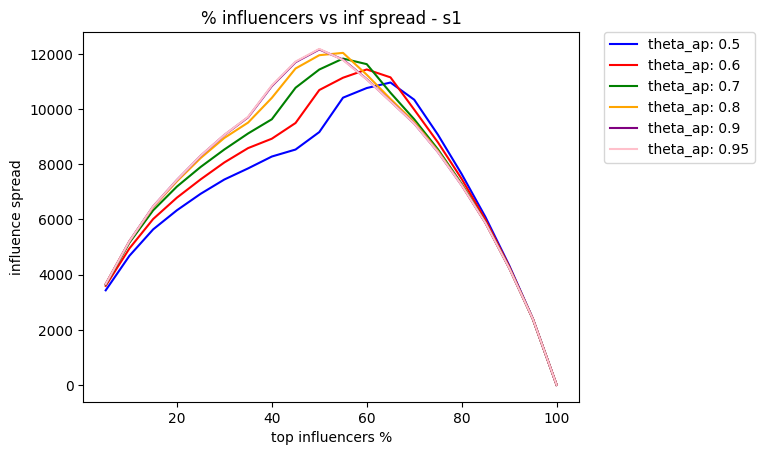 % influencers vs inf spread - s1
theta_ap: 0.5
theta_ap: 0.6
theta_ap: 0.7
theta_ap: 0.8
theta_ap: 0.9
theta_ap: 0.95
influence spread
12000
10000
8000
6000
4000
2000
0
20 40 60 80 100
top influencers %